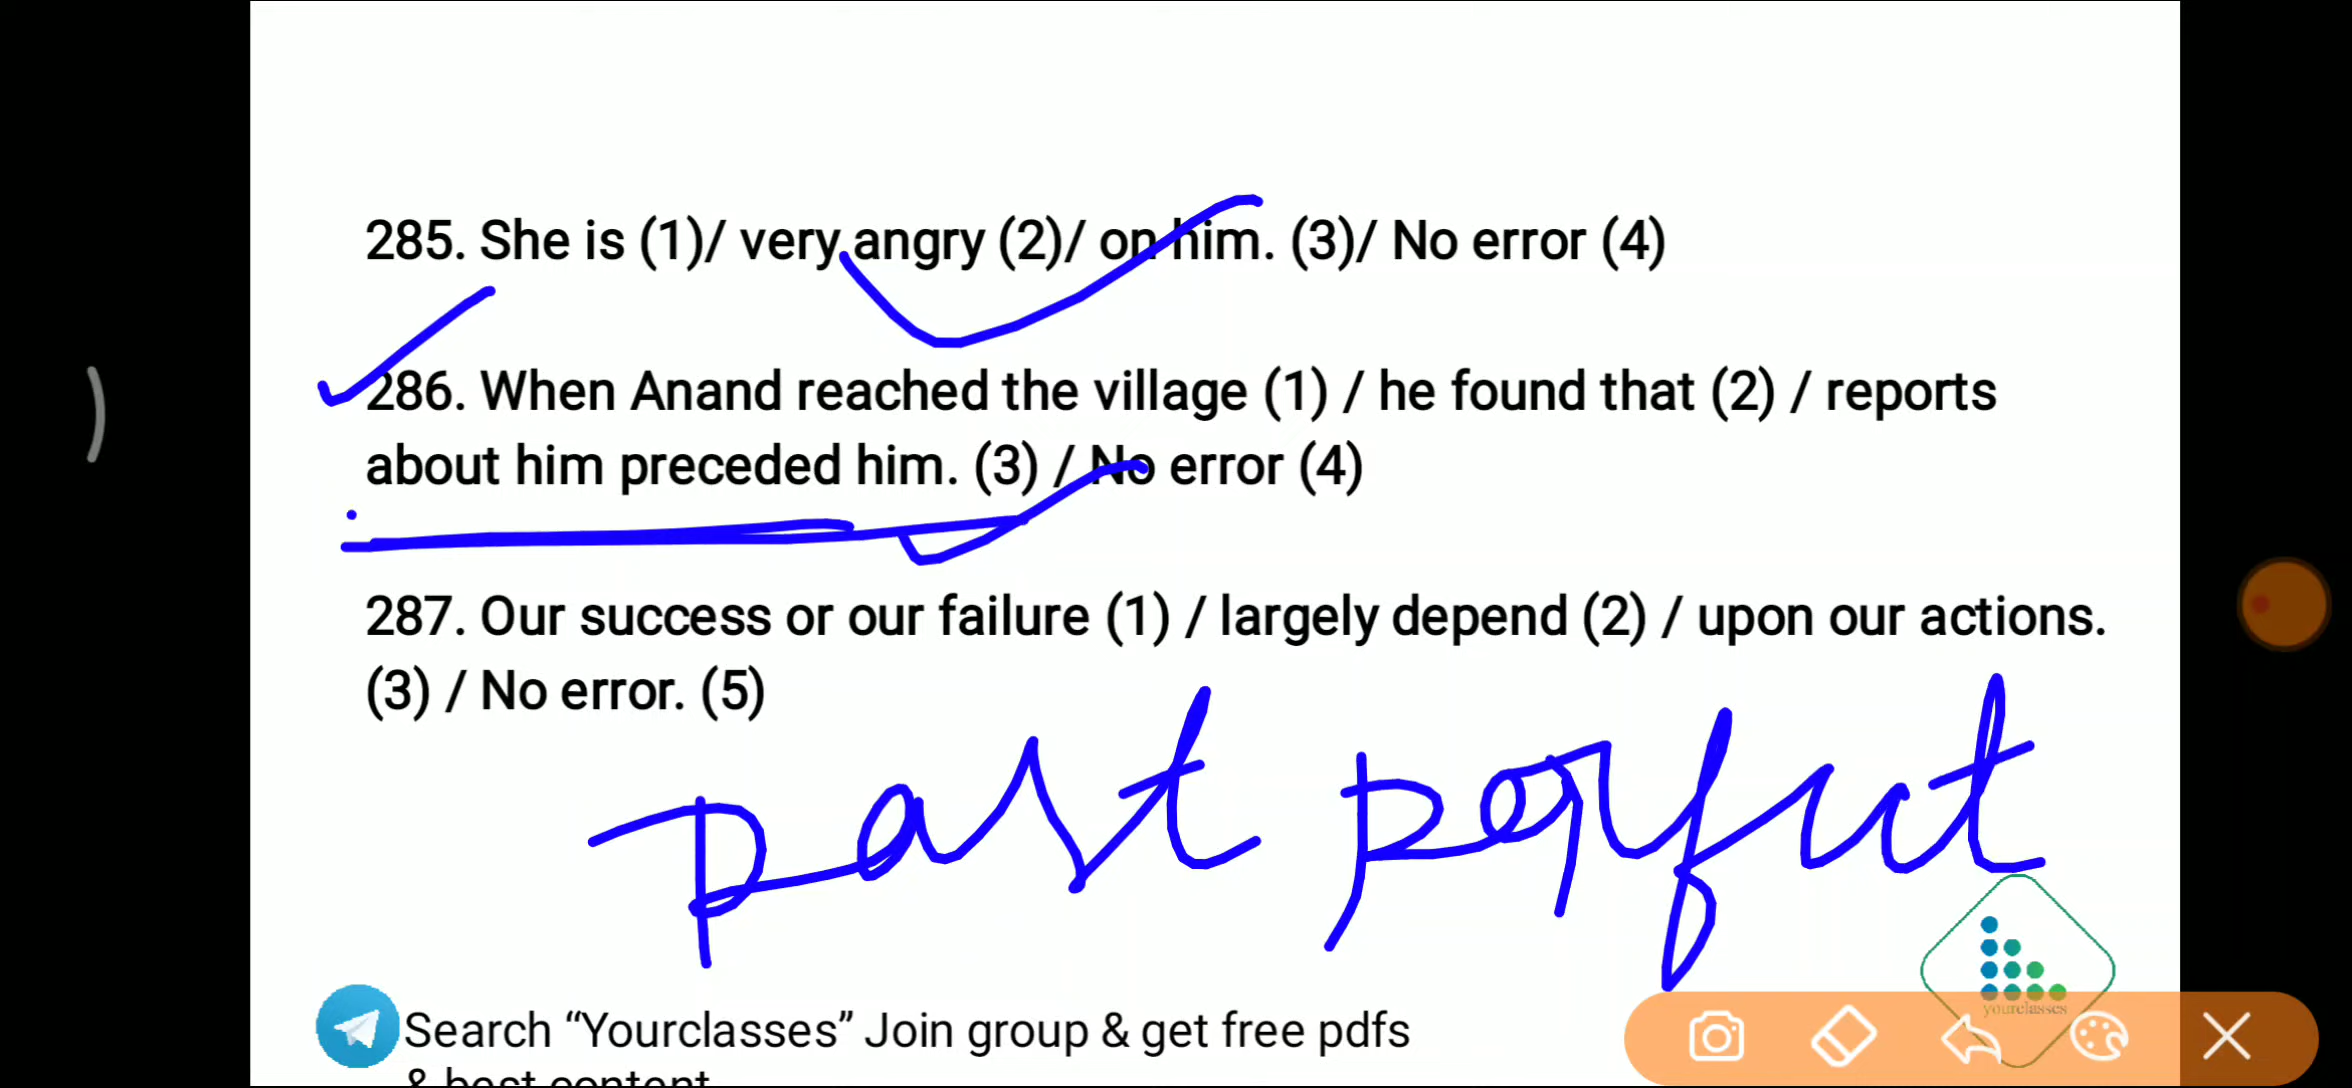 285. She is (1)/ very angry (2)/ on him. (3)/ No error (4)
286. When Anand reached the village (1) / he found that (2) / reports
about him preceded him. (3) / No error (4)
287. Our success or our failure (1) / largely depend (2) / upon our actions.
(3) / No error. (5)
Past perfect
yourclasses
Search “Yourclasses” Join group & get free pdfs
& best content